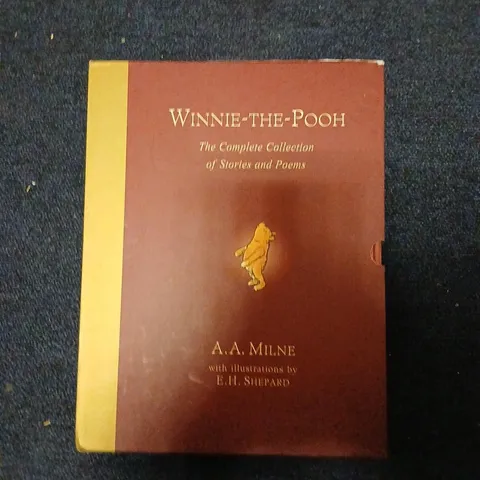 WINNIE-THE-POOH
The Complete Collection
of Stories and Poems
A.A. MILNE
with illustrations by
E.H. SHEPARD